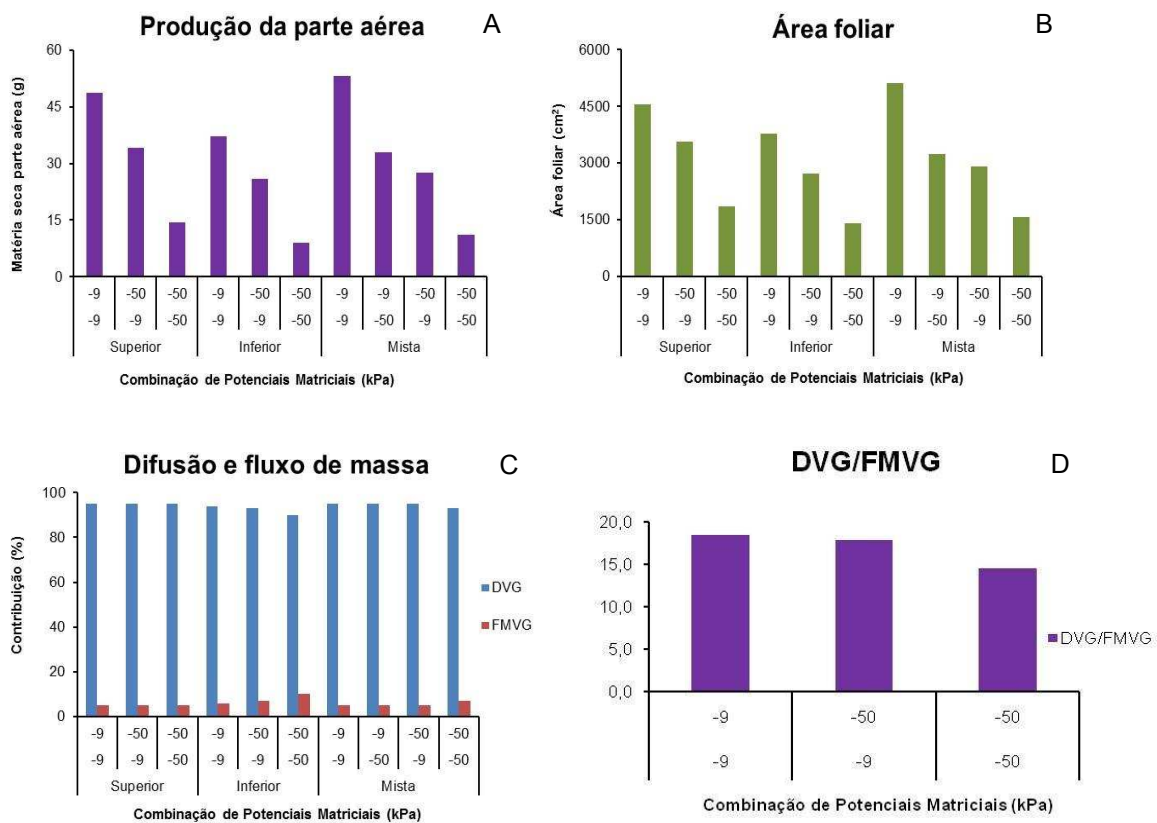 Produção da parte aérea
A
Matéria seca parte aérea (g)
60
45
30
15
0
-9 -50 -50 -9 -50 -50 -9 -9 -50 -50
-9 -9 -50 -9 -9 -50 -9 -50 -9 -50
Superior Inferior Mista
Combinação de Potenciais Matriciais (kPa)
Área foliar
B
Área foliar (cm²)
6000
4500
3000
1500
0
-9 -50 -50 -9 -50 -50 -9 -9 -50 -50
-9 -9 -50 -9 -9 -50 -9 -50 -9 -50
Superior Inferior Mista
Combinação de Potenciais Matriciais (kPa)
Difusão e fluxo de massa
C
Contribuição (%)
100
80
60
40
20
0
DVG
FMVG
-9 -50 -50 -9 -50 -50 -9 -9 -50 -50
-9 -9 -50 -9 -9 -50 -9 -50 -9 -50
Superior Inferior Mista
Combinação de Potenciais Matriciais (kPa)
DVG/FMVG
D
20,0
15,0
10,0
5,0
0,0
DVG/FMVG
-9 -50 -50
-9 -9 -50
Combinação de Potenciais Matriciais (kPa)